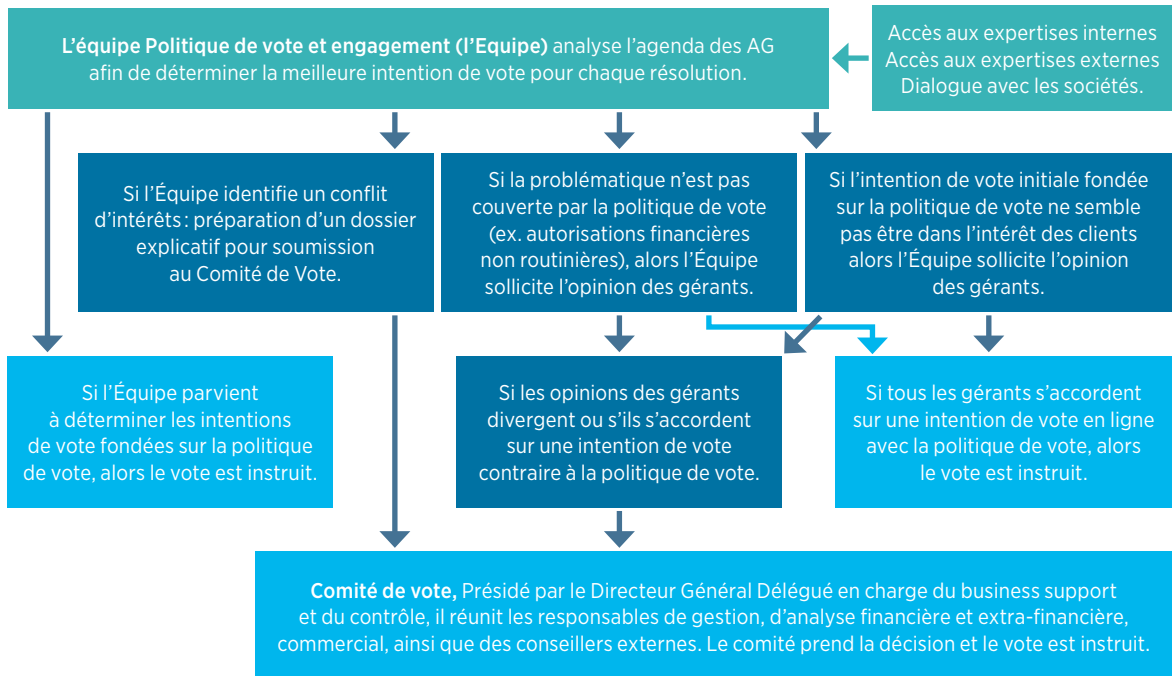 L’équipe Politique de vote et engagement (l’Equipe) analyse l’agenda des AG
afin de déterminer la meilleure intention de vote pour chaque résolution.
Accès aux expertises internes
Accès aux expertises externes
Dialogue avec les sociétés.
Si l’Équipe identifie un conflit
d’intérêts : préparation d’un dossier
explicatif pour soumission
au Comité de Vote.
Si la problématique n’est pas
couverte par la politique de vote
(ex. autorisations financières
non routinières), alors l’Équipe
sollicite l’opinion des gérants.
Si l’intention de vote initiale fondée
sur la politique de vote ne semble
pas être dans l’intérêt des clients
alors l’Équipe sollicite l’opinion
des gérants.
Si l’Équipe parvient
à déterminer les intentions
de vote fondées sur la politique
de vote, alors le vote est instruit.
Si les opinions des gérants
divergent ou s’ils s’accordent
sur une intention de vote
contraire à la politique de vote.
Si tous les gérants s’accordent
sur une intention de vote en ligne
avec la politique de vote, alors
le vote est instruit.
Comité de vote, Présidé par le Directeur Général Délégué en charge du business support
et du contrôle, il réunit les responsables de gestion, d’analyse financière et extra-financière,
commercial, ainsi que des conseillers externes. Le comité prend la décision et le vote est instruit.